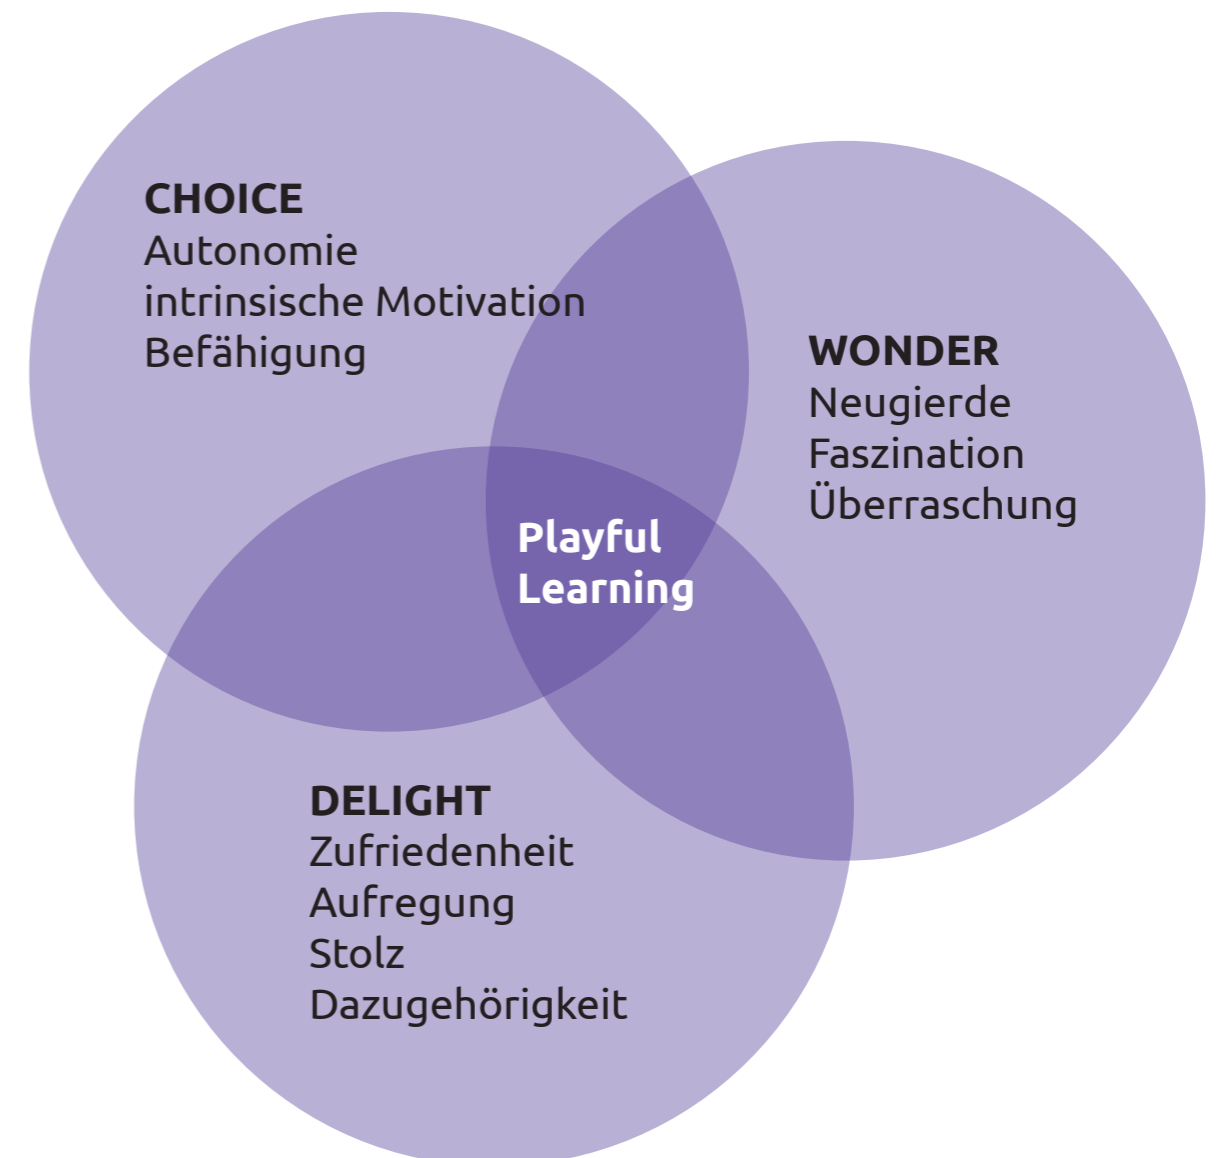 CHOICE
Autonomie
intrinsische Motivation
Befähigung
WONDER
Neugierde
Faszination
Überraschung
Playful
Learning
DELIGHT
Zufriedenheit
Aufregung
Stolz
Dazugehörigkeit